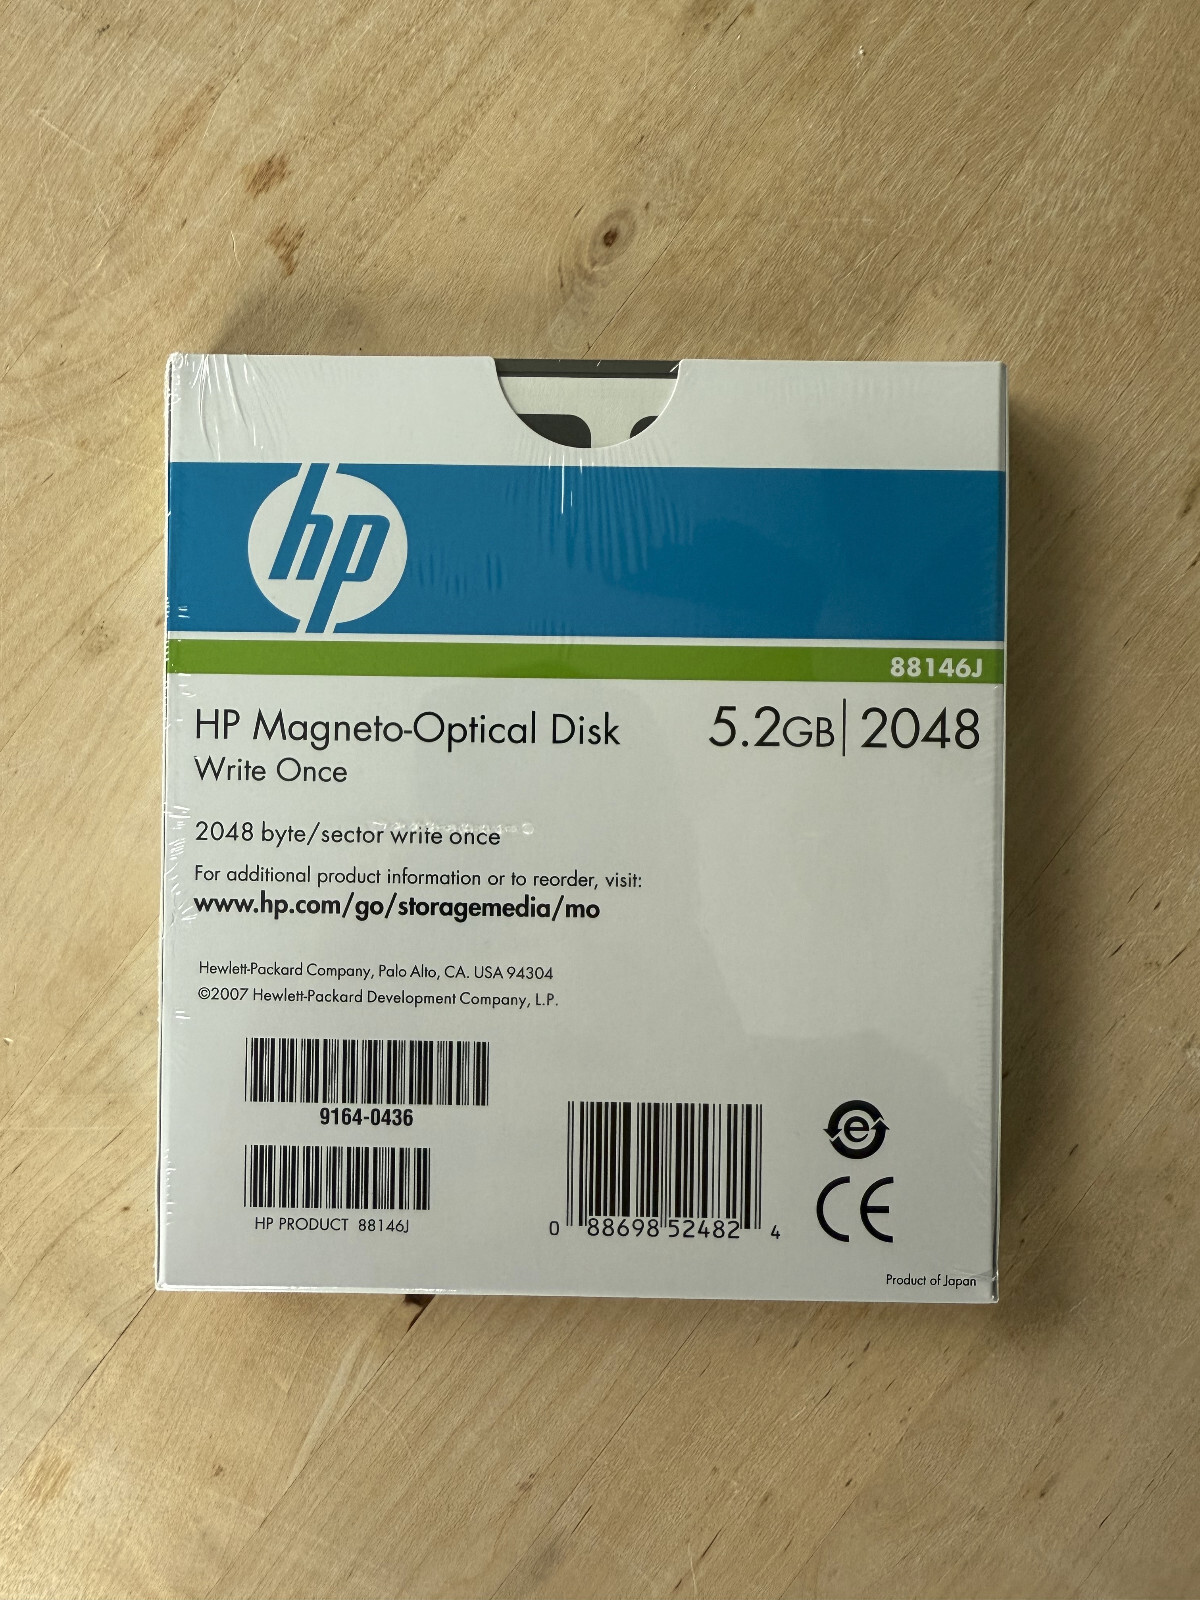 hp
88146J
HP Magneto-Optical Disk
5.2GB | 2048
Write Once
2048 byte/sector write once
For additional product information or to reorder, visit:
www.hp.com/go/storagemedia/mo
Hewlett-Packard Company, Palo Alto, CA. USA 94304
©2007 Hewlett-Packard Development Company, L.P.
9164-0436
HP PRODUCT 88146J
0 88698 52482 4
e
CE
Product of Japan